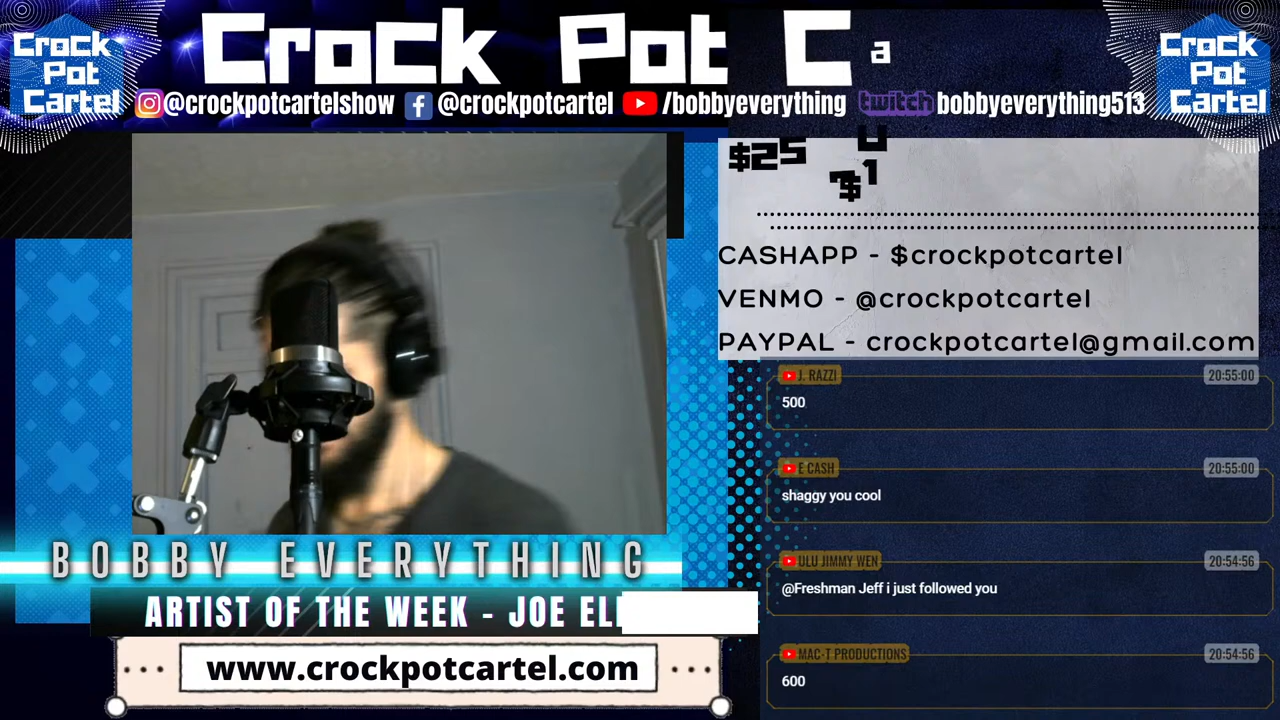 Crock Pot C a
Crock
Pot
Cartel
Crock
Pot
Cartel
@crockpotcartelshow @crockpotcartel /bobbyeverything twitch bobbyeverything513
$25
$1
CASHAPP - $crockpotcartel
VENMO - @crockpotcartel
PAYPAL - crockpotcartel@gmail.com
J. RAZZI 20:55:00
500
E CASH 20:55:00
shaggy you cool
ULU JIMMY WEN 20:54:56
@Freshman Jeff i just followed you
MAC-T PRODUCTIONS 20:54:56
600
BOBBY EVERYTHING
ARTIST OF THE WEEK - JOE
www.crockpotcartel.com